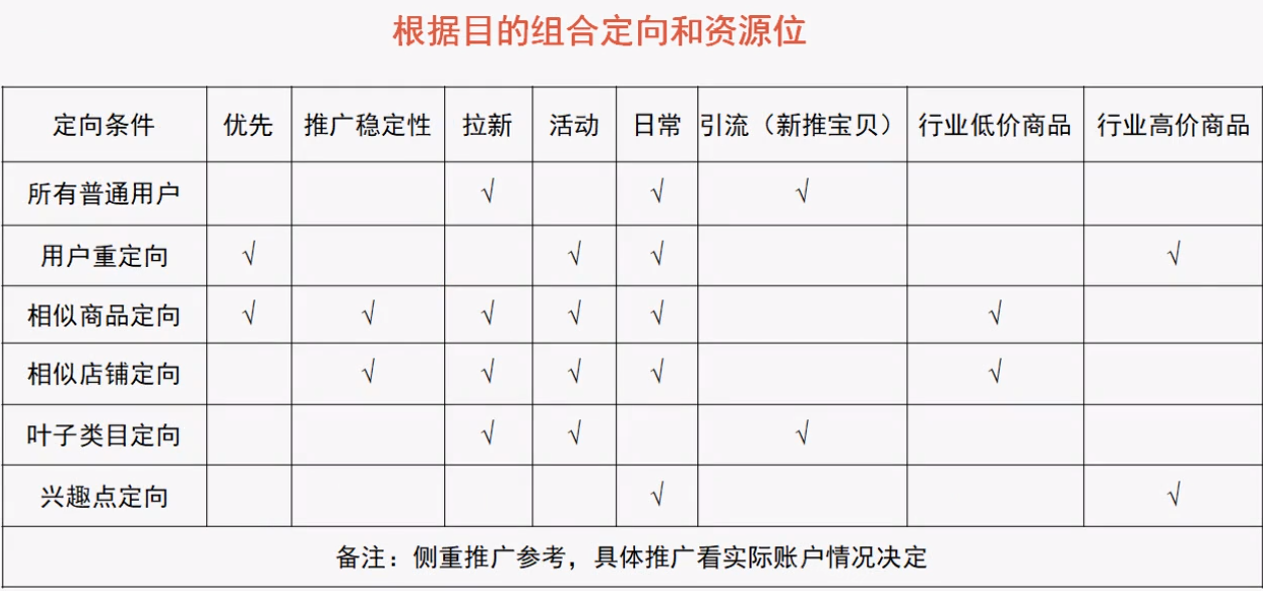 根据目的组合定向和资源位
定向条件 优先 推广稳定性 拉新 活动 日常 引流（新推宝贝） 行业低价商品 行业高价商品
所有普通用户 √ √ √
用户重定向 √ √ √ √
相似商品定向 √ √ √ √ √ √
相似店铺定向 √ √ √ √ √
叶子类目定向 √ √ √
兴趣点定向 √ √
备注：侧重推广参考，具体推广看实际账户情况决定